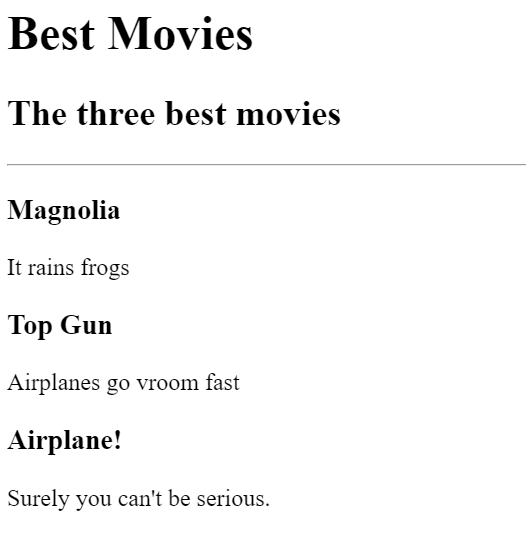 Best Movies
The three best movies
Magnolia
It rains frogs
Top Gun
Airplanes go vroom fast
Airplane!
Surely you can't be serious.